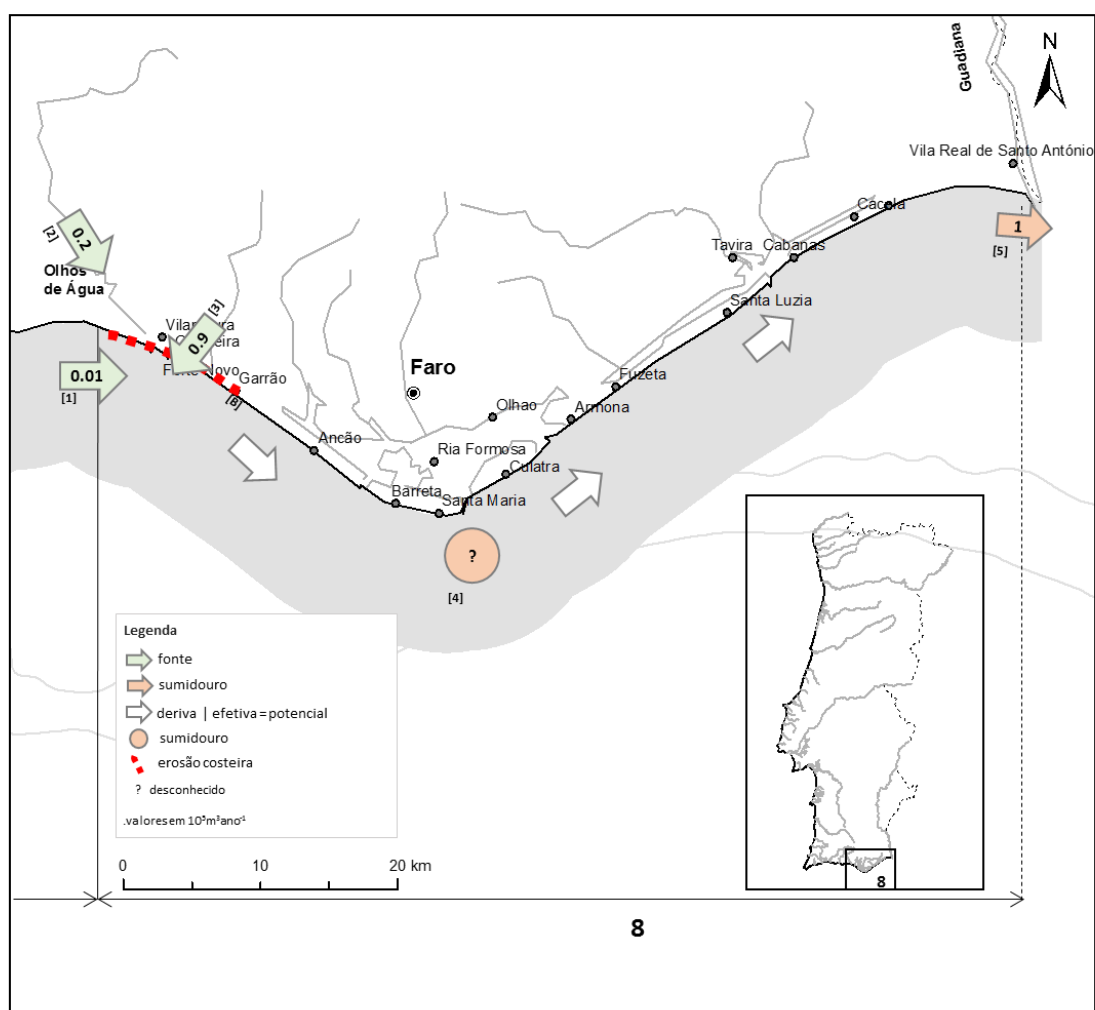 Guadiana
N
Vila Real de Santo António
Cacela
1
[5]
0.2
[2]
Tavira
Cabanas
Olhos
de Água
Santa Luzia
[3]
0.9
0.01
[1]
Garrão
[B]
Faro
Fuzeta
Olhao
Armona
Ancão
Ria Formosa
Culatra
Barreta
Santa Maria
?
[4]
Legenda
fonte
sumidouro
deriva | efetiva = potencial
sumidouro
erosão costeira
? desconhecido
.valores em 10⁵m³ano⁻¹
0 10 20 km
8
8